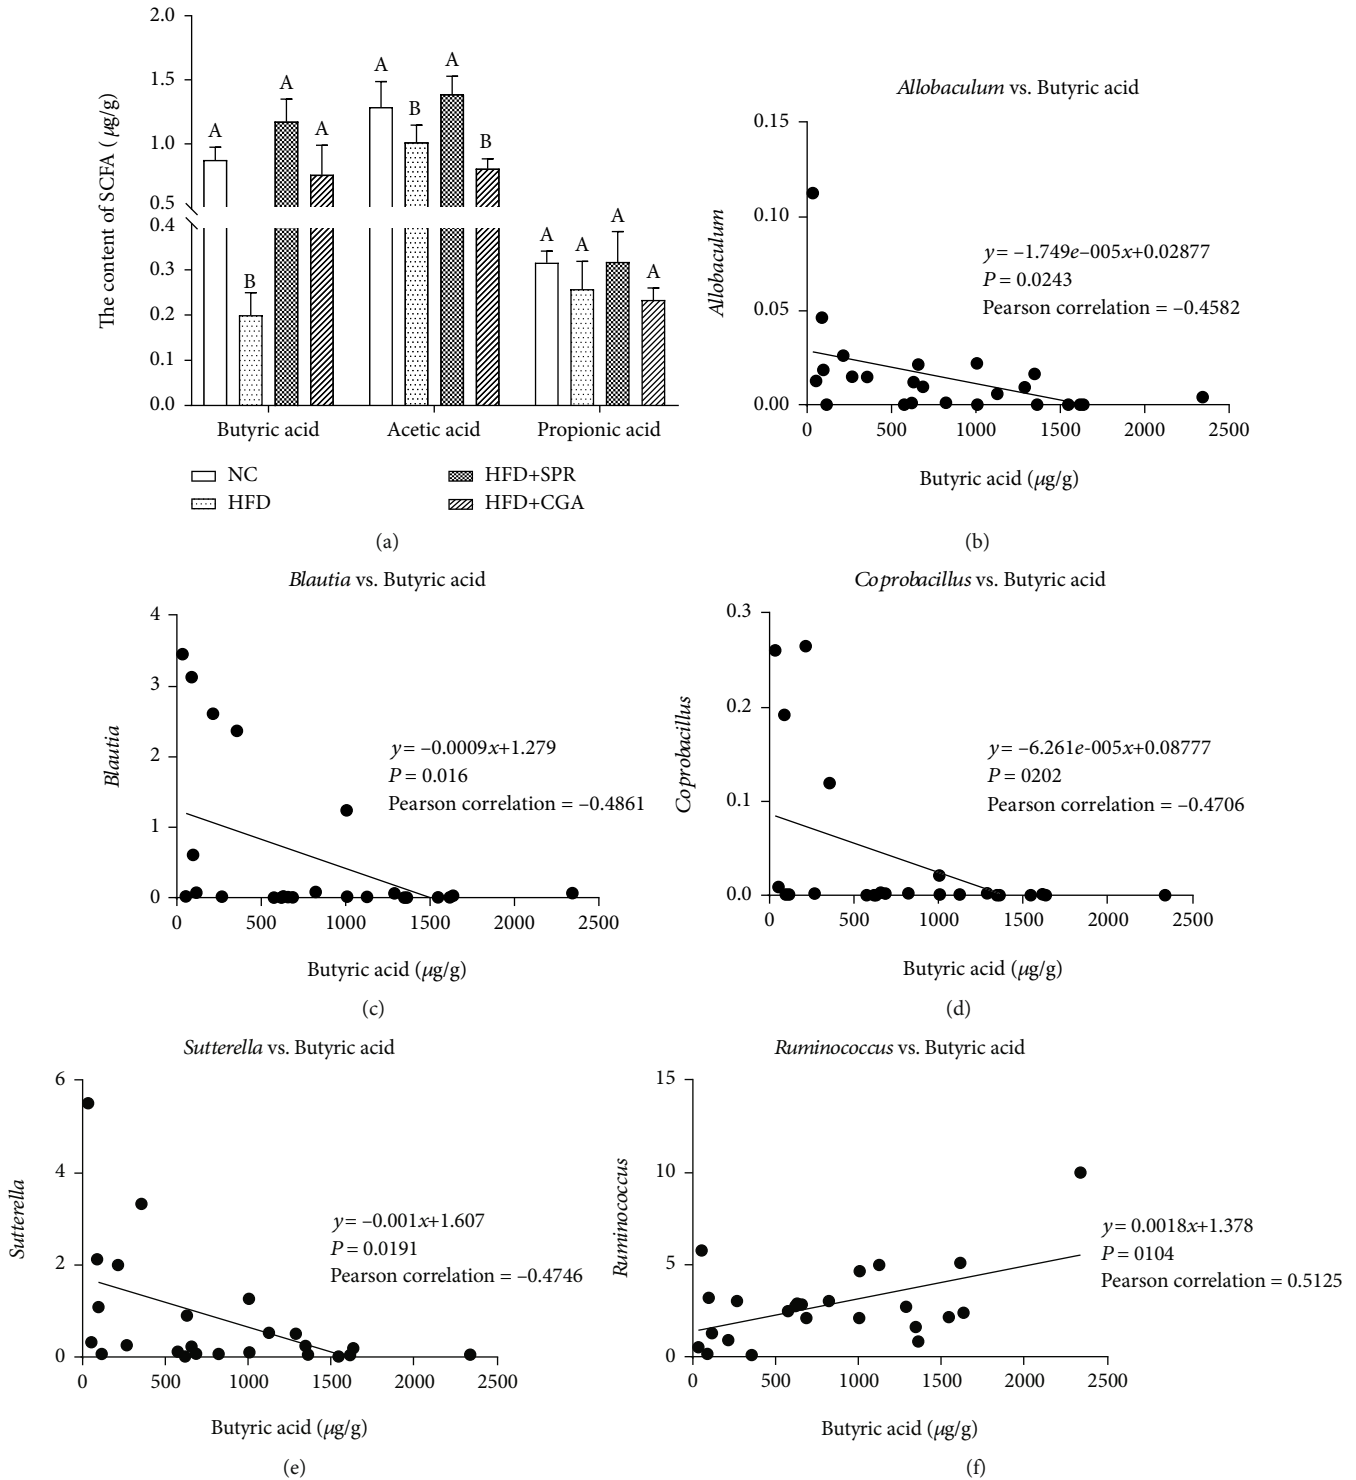 2.0
1.5
1.0
0.5
0.4
0.3
0.2
0.1
0.0
The content of SCFA (μg/g)
A
B
A
A
A
B
A
B
A
A
A
A
Butyric acid Acetic acid Propionic acid
NC HFD+SPR
HFD HFD+CGA
(a)
Allobaculum vs. Butyric acid
0.15
0.10
0.05
0.00
Allobaculum
y = –1.749e–005x+0.02877
P = 0.0243
Pearson correlation = –0.4582
0 500 1000 1500 2000 2500
Butyric acid (μg/g)
(b)
Blautia vs. Butyric acid
4
3
2
1
0
Blautia
y = –0.0009x+1.279
P = 0.016
Pearson correlation = –0.4861
0 500 1000 1500 2000 2500
Butyric acid (μg/g)
(c)
Coprobacillus vs. Butyric acid
0.3
0.2
0.1
0.0
Coprobacillus
y = –6.261e-005x+0.08777
P = 0202
Pearson correlation = –0.4706
0 500 1000 1500 2000 2500
Butyric acid (μg/g)
(d)
Sutterella vs. Butyric acid
6
4
2
0
Sutterella
y = –0.001x+1.607
P = 0.0191
Pearson correlation = –0.4746
0 500 1000 1500 2000 2500
Butyric acid (μg/g)
(e)
Ruminococcus vs. Butyric acid
15
10
5
0
Ruminococcus
y = 0.0018x+1.378
P = 0104
Pearson correlation = 0.5125
0 500 1000 1500 2000 2500
Butyric acid (μg/g)
(f)